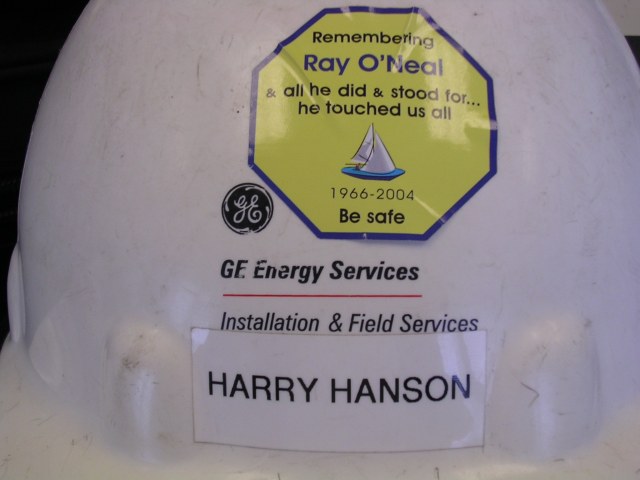 Remembering
Ray O'Neal
& all he did & stood for...
he touched us all
1966-2004
Be safe
GE
GE Energy Services
Installation & Field Services
HARRY HANSON